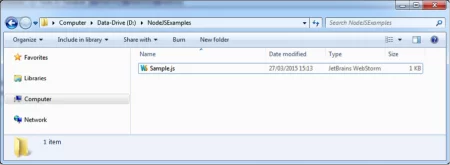 Computer ▸ Data-Drive (D:) ▸ NodeJSExamples
Search NodeJSExamples
Organize Include in library Share with Burn New folder
Name Date modified Type Size
Favorites
Sample.js 27/03/2015 15:13 JetBrains WebStorm 1 KB
Libraries
Computer
Network
1 item